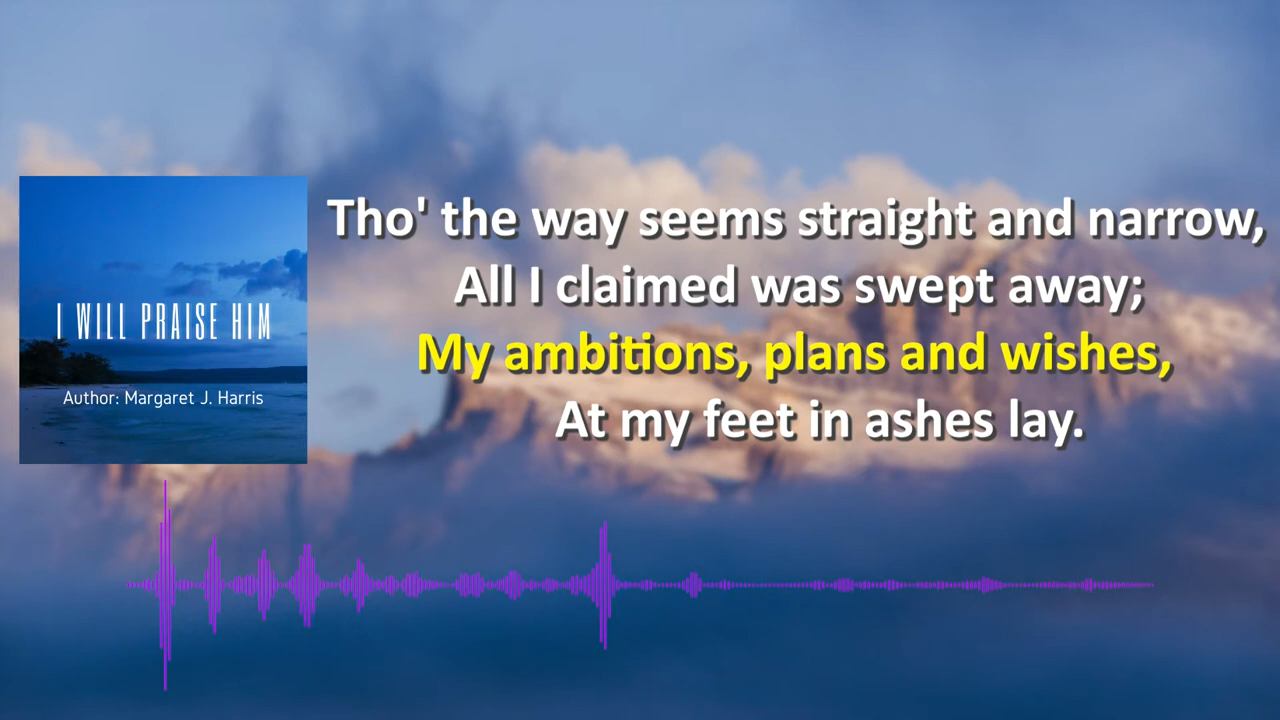 I WILL PRAISE HIM
Author: Margaret J. Harris
Tho' the way seems straight and narrow,
All I claimed was swept away;
My ambitions, plans and wishes,
At my feet in ashes lay.